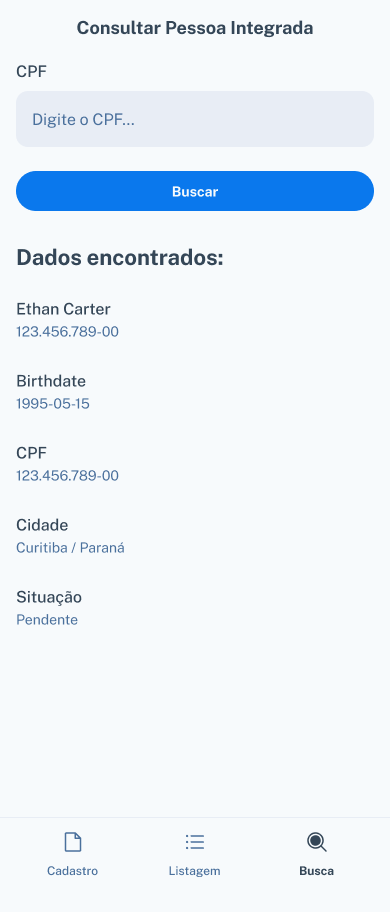 Consultar Pessoa Integrada
CPF
Digite o CPF...
Buscar
Dados encontrados:
Ethan Carter
123.456.789-00
Birthdate
1995-05-15
CPF
123.456.789-00
Cidade
Curitiba / Paraná
Situação
Pendente
Cadastro
Listagem
Busca